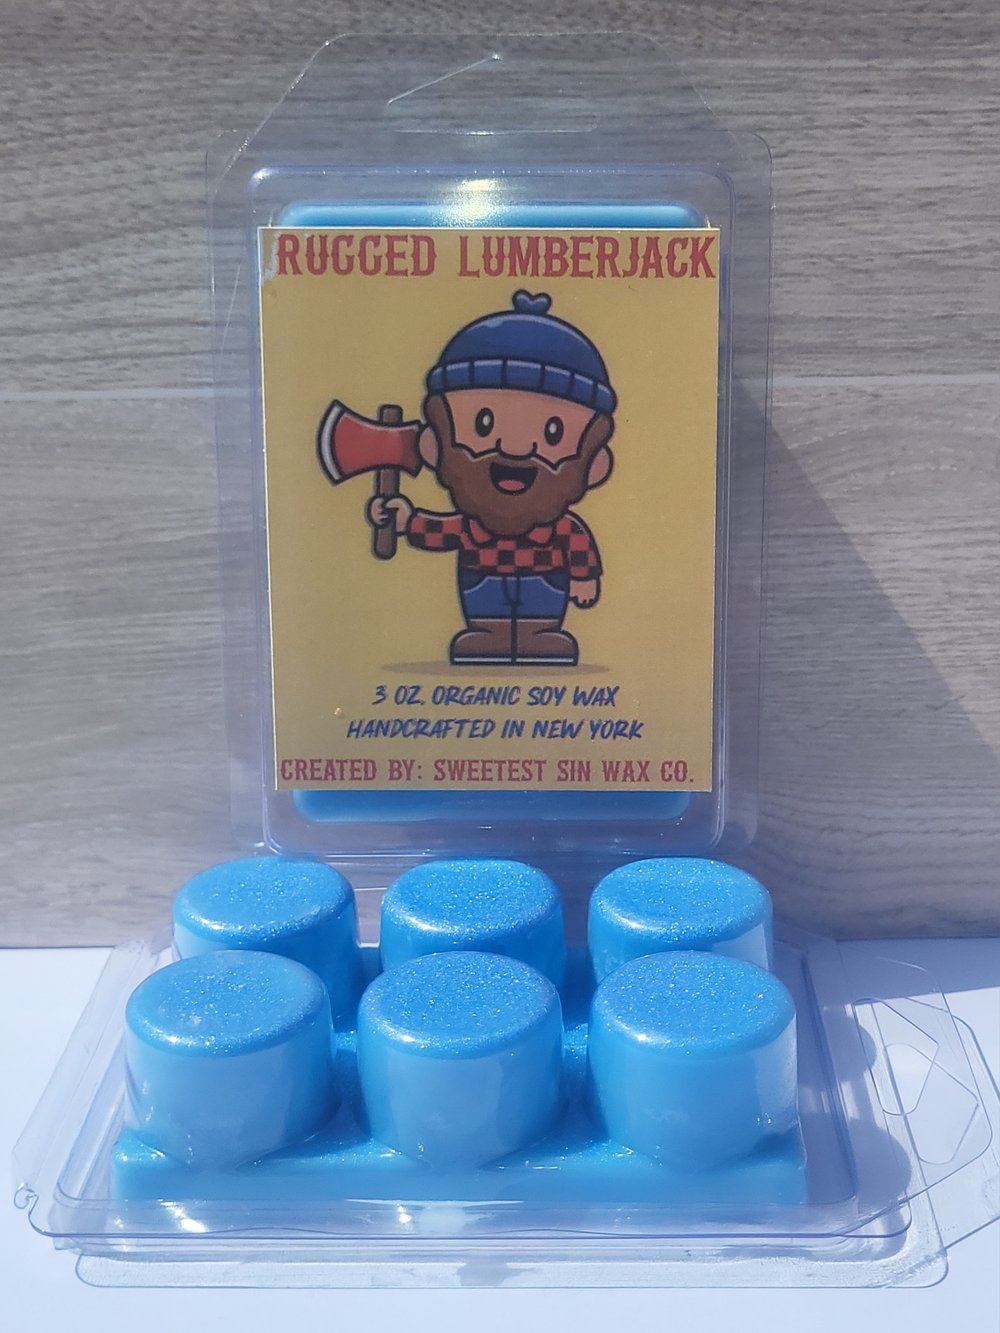 RUGGED LUMBERJACK
3 OZ. ORGANIC SOY WAX
HANDCRAFTED IN NEW YORK
CREATED BY: SWEETEST SIN WAX CO.